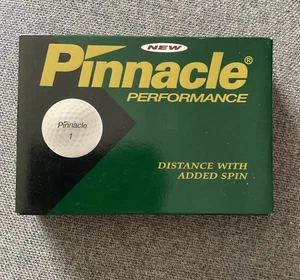 NEW
Pinnacle®
PERFORMANCE
Pinnacle
1
DISTANCE WITH
ADDED SPIN